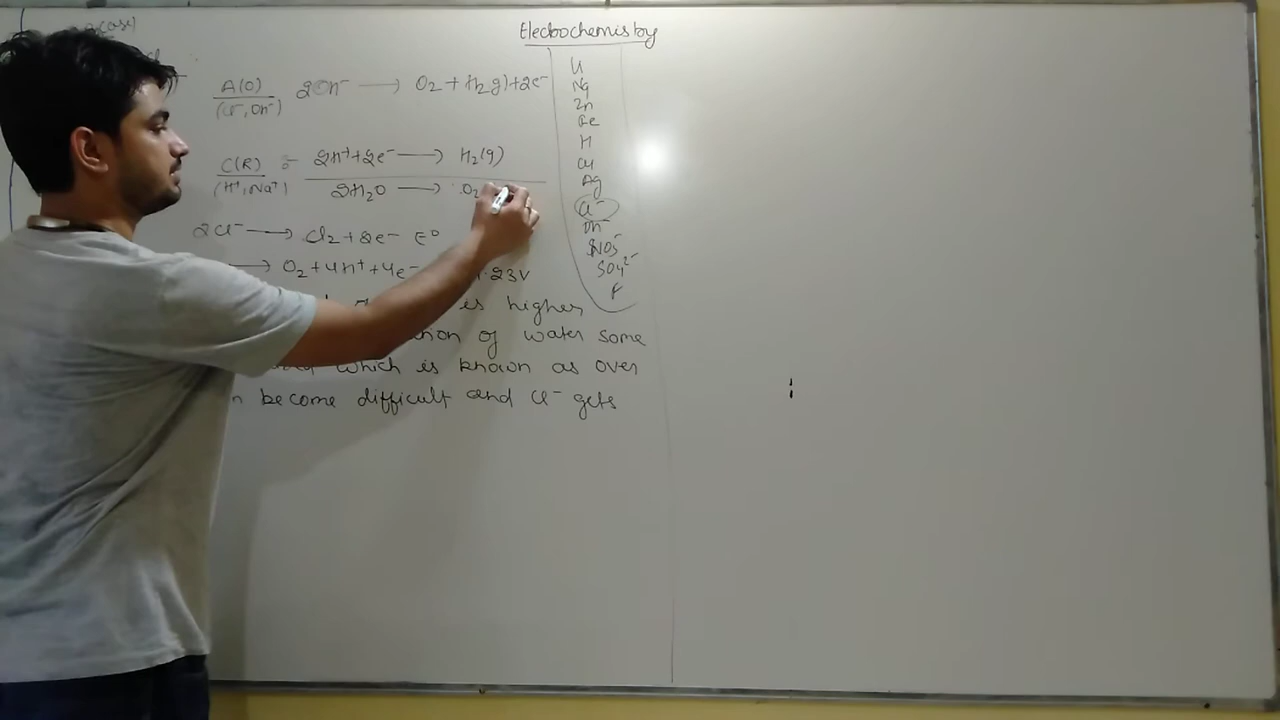 Electrochemistry
A(O) 2OH⁻ → O₂ + H₂(g) + 2e⁻
(Cl⁻, OH⁻)
C(R) :- 2H⁺ + 2e⁻ → H₂(g)
(H⁺, Na⁺) 2H₂O → O₂
2Cl⁻ → Cl₂ + 2e⁻ E⁰
→ O₂ + 4H⁺ + 4e⁻ .23V
is higher
of water some
which is known as over
become difficult and Cl⁻ gets
Li
Mg
Zn
Fe
H
Cu
Ag
Cl⁻
OH⁻
NO₃⁻
SO₄²⁻
F